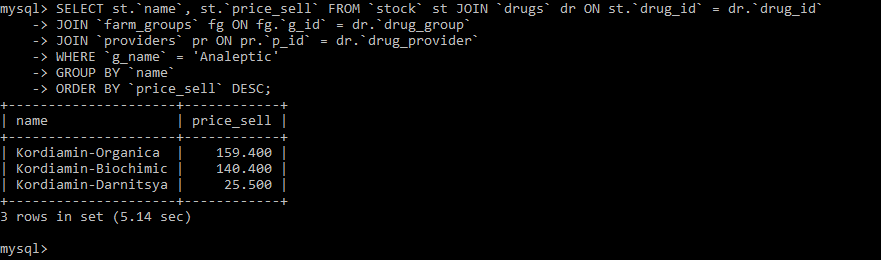 mysql> SELECT st.`name`, st.`price_sell` FROM `stock` st JOIN `drugs` dr ON st.`drug_id` = dr.`drug_id`
    -> JOIN `farm_groups` fg ON fg.`g_id` = dr.`drug_group`
    -> JOIN `providers` pr ON pr.`p_id` = dr.`drug_provider`
    -> WHERE `g_name` = 'Analeptic'
    -> GROUP BY `name`
    -> ORDER BY `price_sell` DESC;
+---------------------+------------+
| name                | price_sell |
+---------------------+------------+
| Kordiamin-Organica  |    159.400 |
| Kordiamin-Biochimic |    140.400 |
| Kordiamin-Darnitsya |     25.500 |
+---------------------+------------+
3 rows in set (5.14 sec)
mysql>